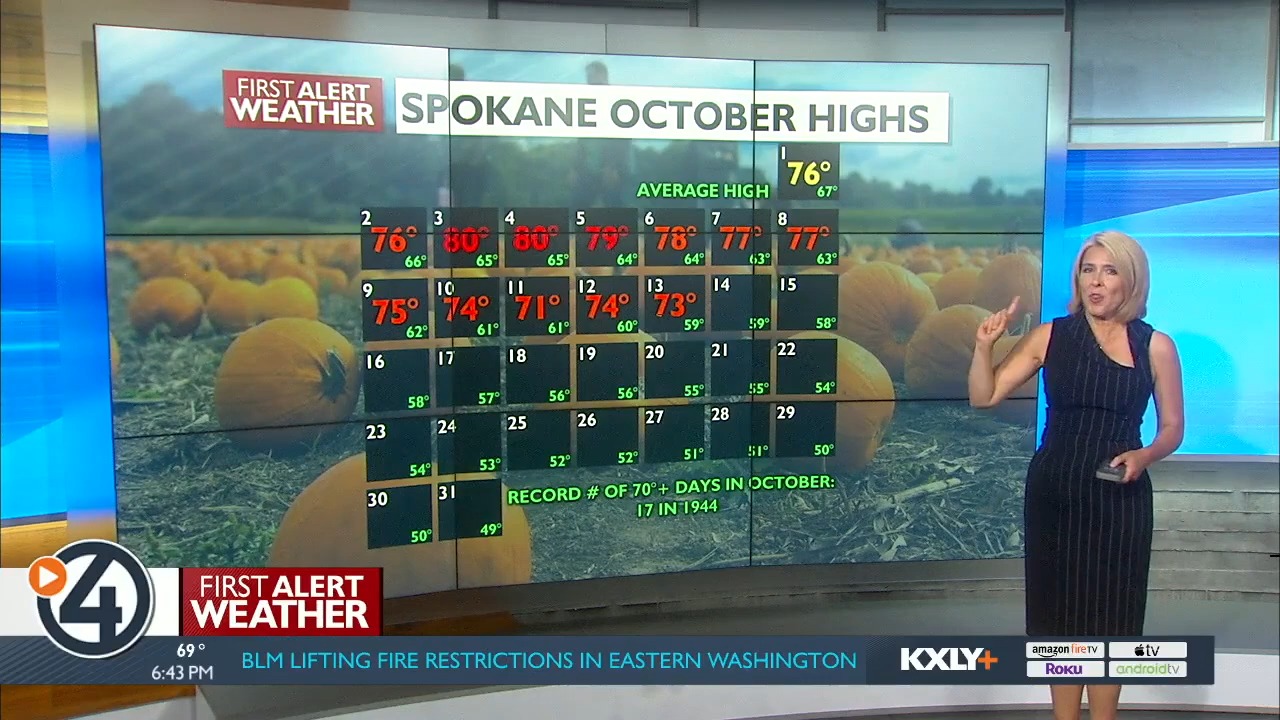 FIRST ALERT
WEATHER
SPOKANE OCTOBER HIGHS
1
76°
AVERAGE HIGH
67°
2 3 4 5 6 7 8
76° 80° 80° 79° 78° 77° 77°
66° 65° 65° 64° 64° 63° 63°
9 10 11 12 13 14 15
75° 74° 71° 74° 73°
62° 61° 61° 60° 59° 59° 58°
16 17 18 19 20 21 22
58° 57° 56° 56° 55° 55° 54°
23 24 25 26 27 28 29
54° 53° 52° 52° 51° 51° 50°
30 31
50° 49°
RECORD # OF 70°+ DAYS IN OCTOBER:
17 IN 1944
4
FIRST ALERT
WEATHER
69°
6:43 PM
BLM LIFTING FIRE RESTRICTIONS IN EASTERN WASHINGTON
KXLY+
amazon fireTV
tv
Roku
androidtv